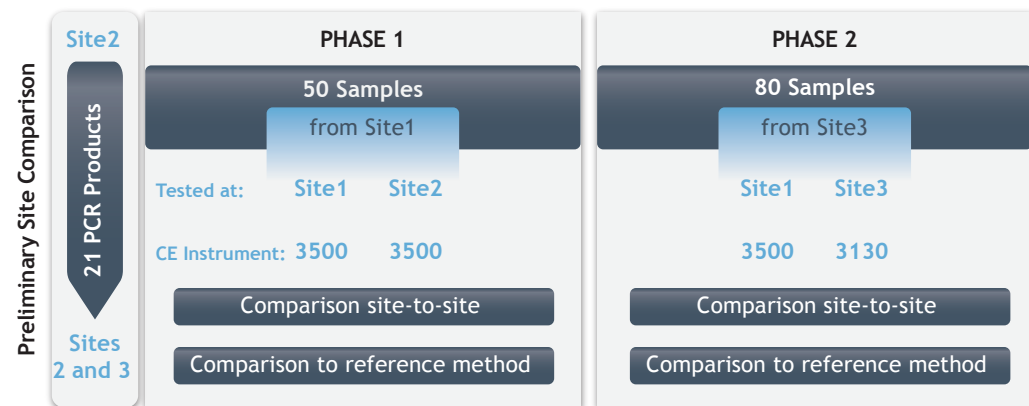 Preliminary Site Comparison
Site2
21 PCR Products
Sites
2 and 3
PHASE 1
50 Samples
from Site1
Tested at: Site1 Site2
CE Instrument: 3500 3500
Comparison site-to-site
Comparison to reference method
PHASE 2
80 Samples
from Site3
Site1 Site3
3500 3130
Comparison site-to-site
Comparison to reference method